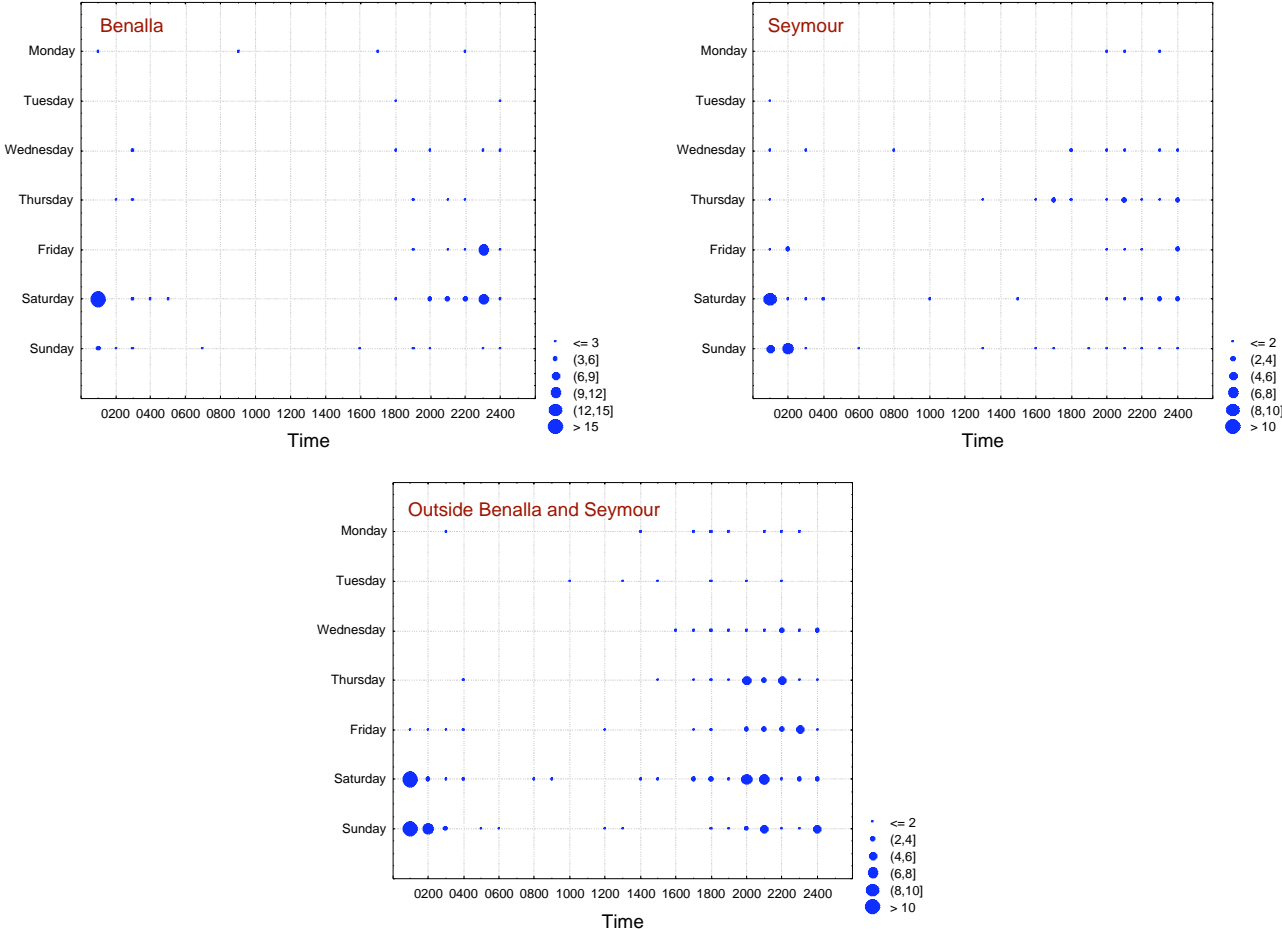 Benalla
Monday
Tuesday
Wednesday
Thursday
Friday
Saturday
Sunday
0200 0400 0600 0800 1000 1200 1400 1600 1800 2000 2200 2400
Time
<= 3
(3,6]
(6,9]
(9,12]
(12,15]
> 15
Seymour
Monday
Tuesday
Wednesday
Thursday
Friday
Saturday
Sunday
0200 0400 0600 0800 1000 1200 1400 1600 1800 2000 2200 2400
Time
<= 2
(2,4]
(4,6]
(6,8]
(8,10]
> 10
Outside Benalla and Seymour
Monday
Tuesday
Wednesday
Thursday
Friday
Saturday
Sunday
0200 0400 0600 0800 1000 1200 1400 1600 1800 2000 2200 2400
Time
<= 2
(2,4]
(4,6]
(6,8]
(8,10]
> 10